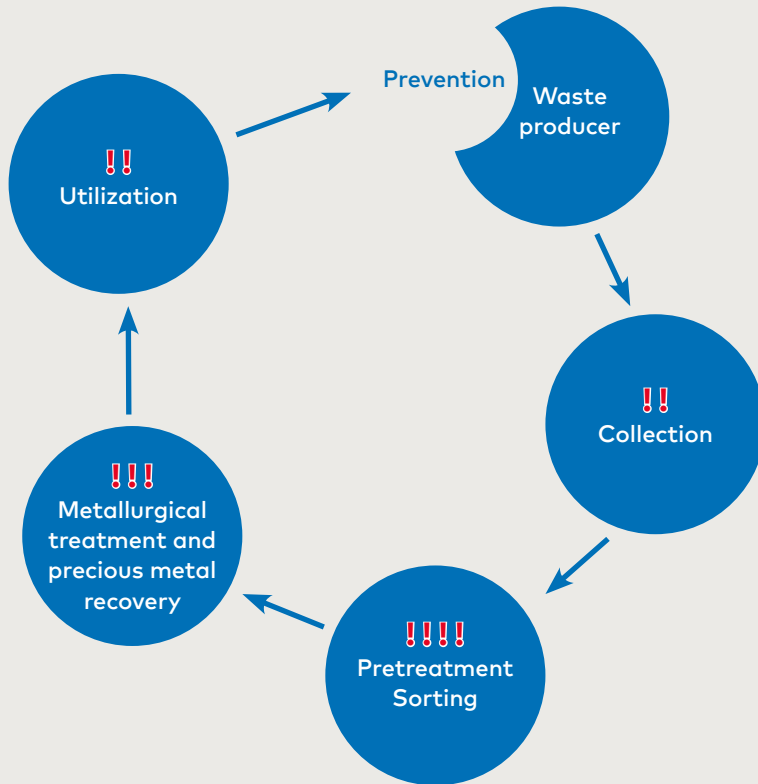 Prevention
Waste
producer
!!
Utilization
!!
Collection
!!!
Metallurgical
treatment and
precious metal
recovery
!!!!
Pretreatment
Sorting